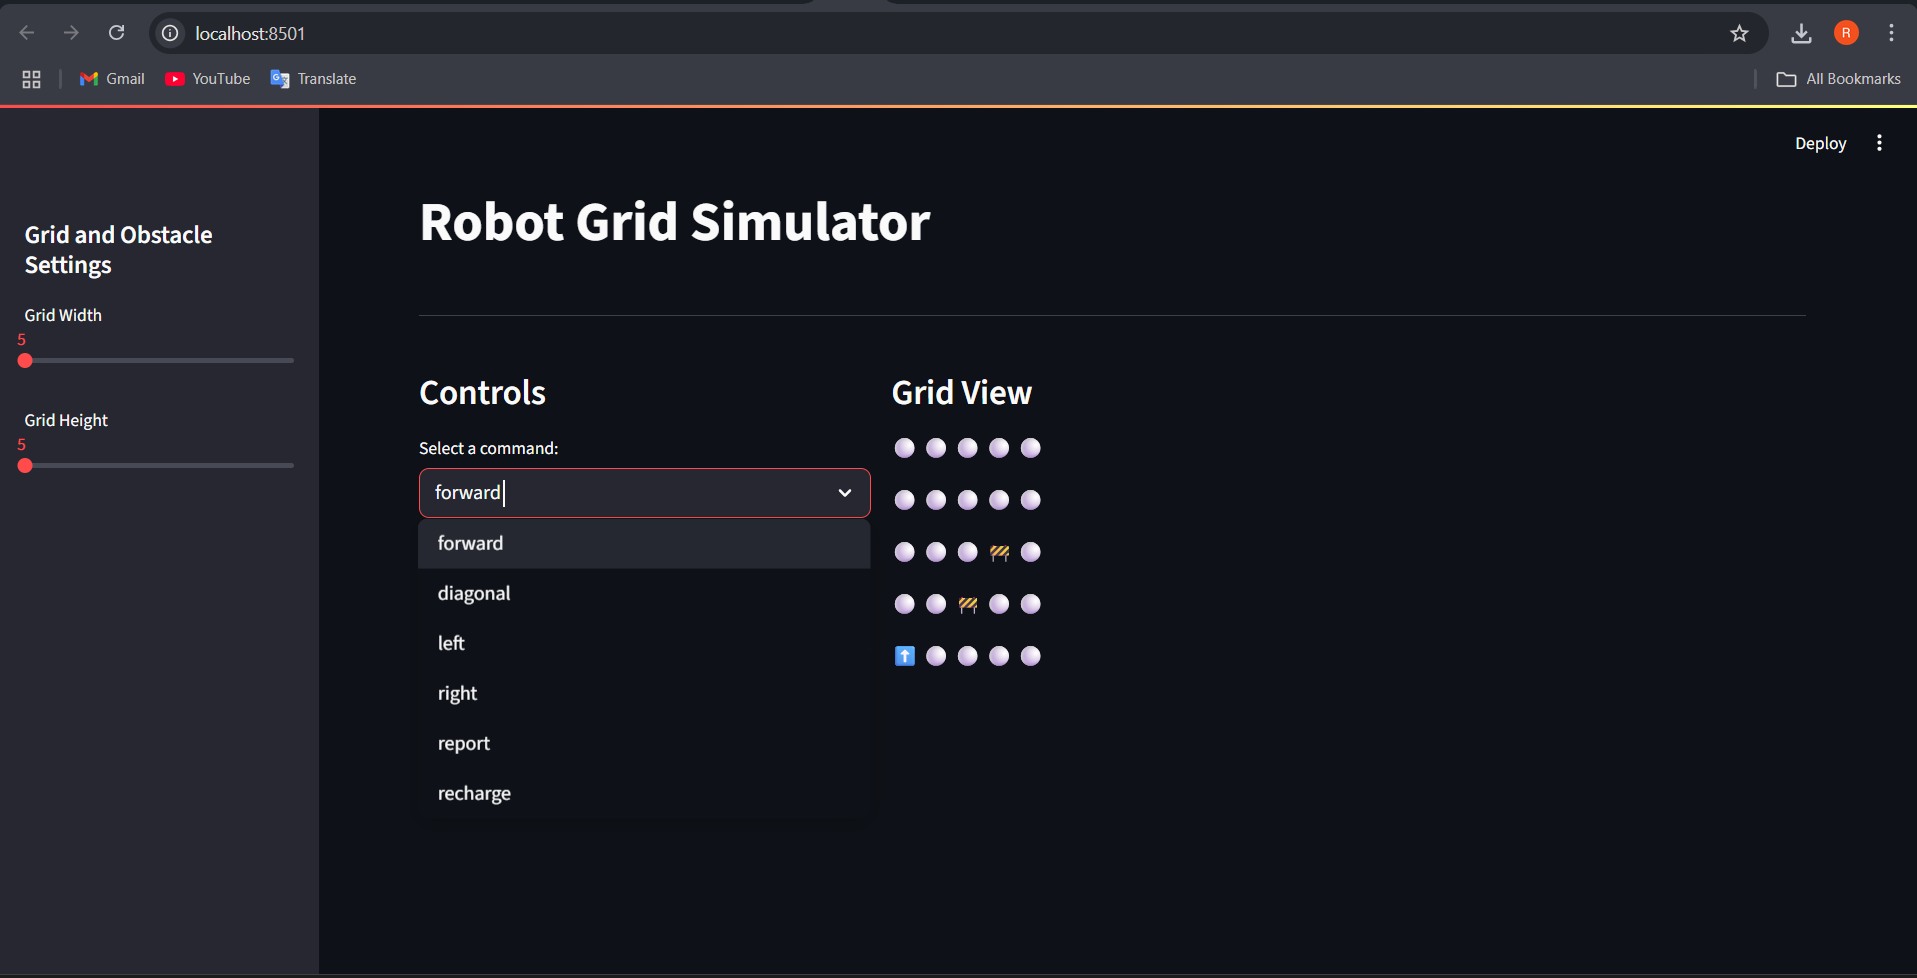 localhost:8501
R
Gmail
YouTube
Translate
All Bookmarks
Deploy
Grid and Obstacle
Settings
Grid Width
5
Grid Height
5
Robot Grid Simulator
Controls
Select a command:
forward
forward
diagonal
left
right
report
recharge
Grid View